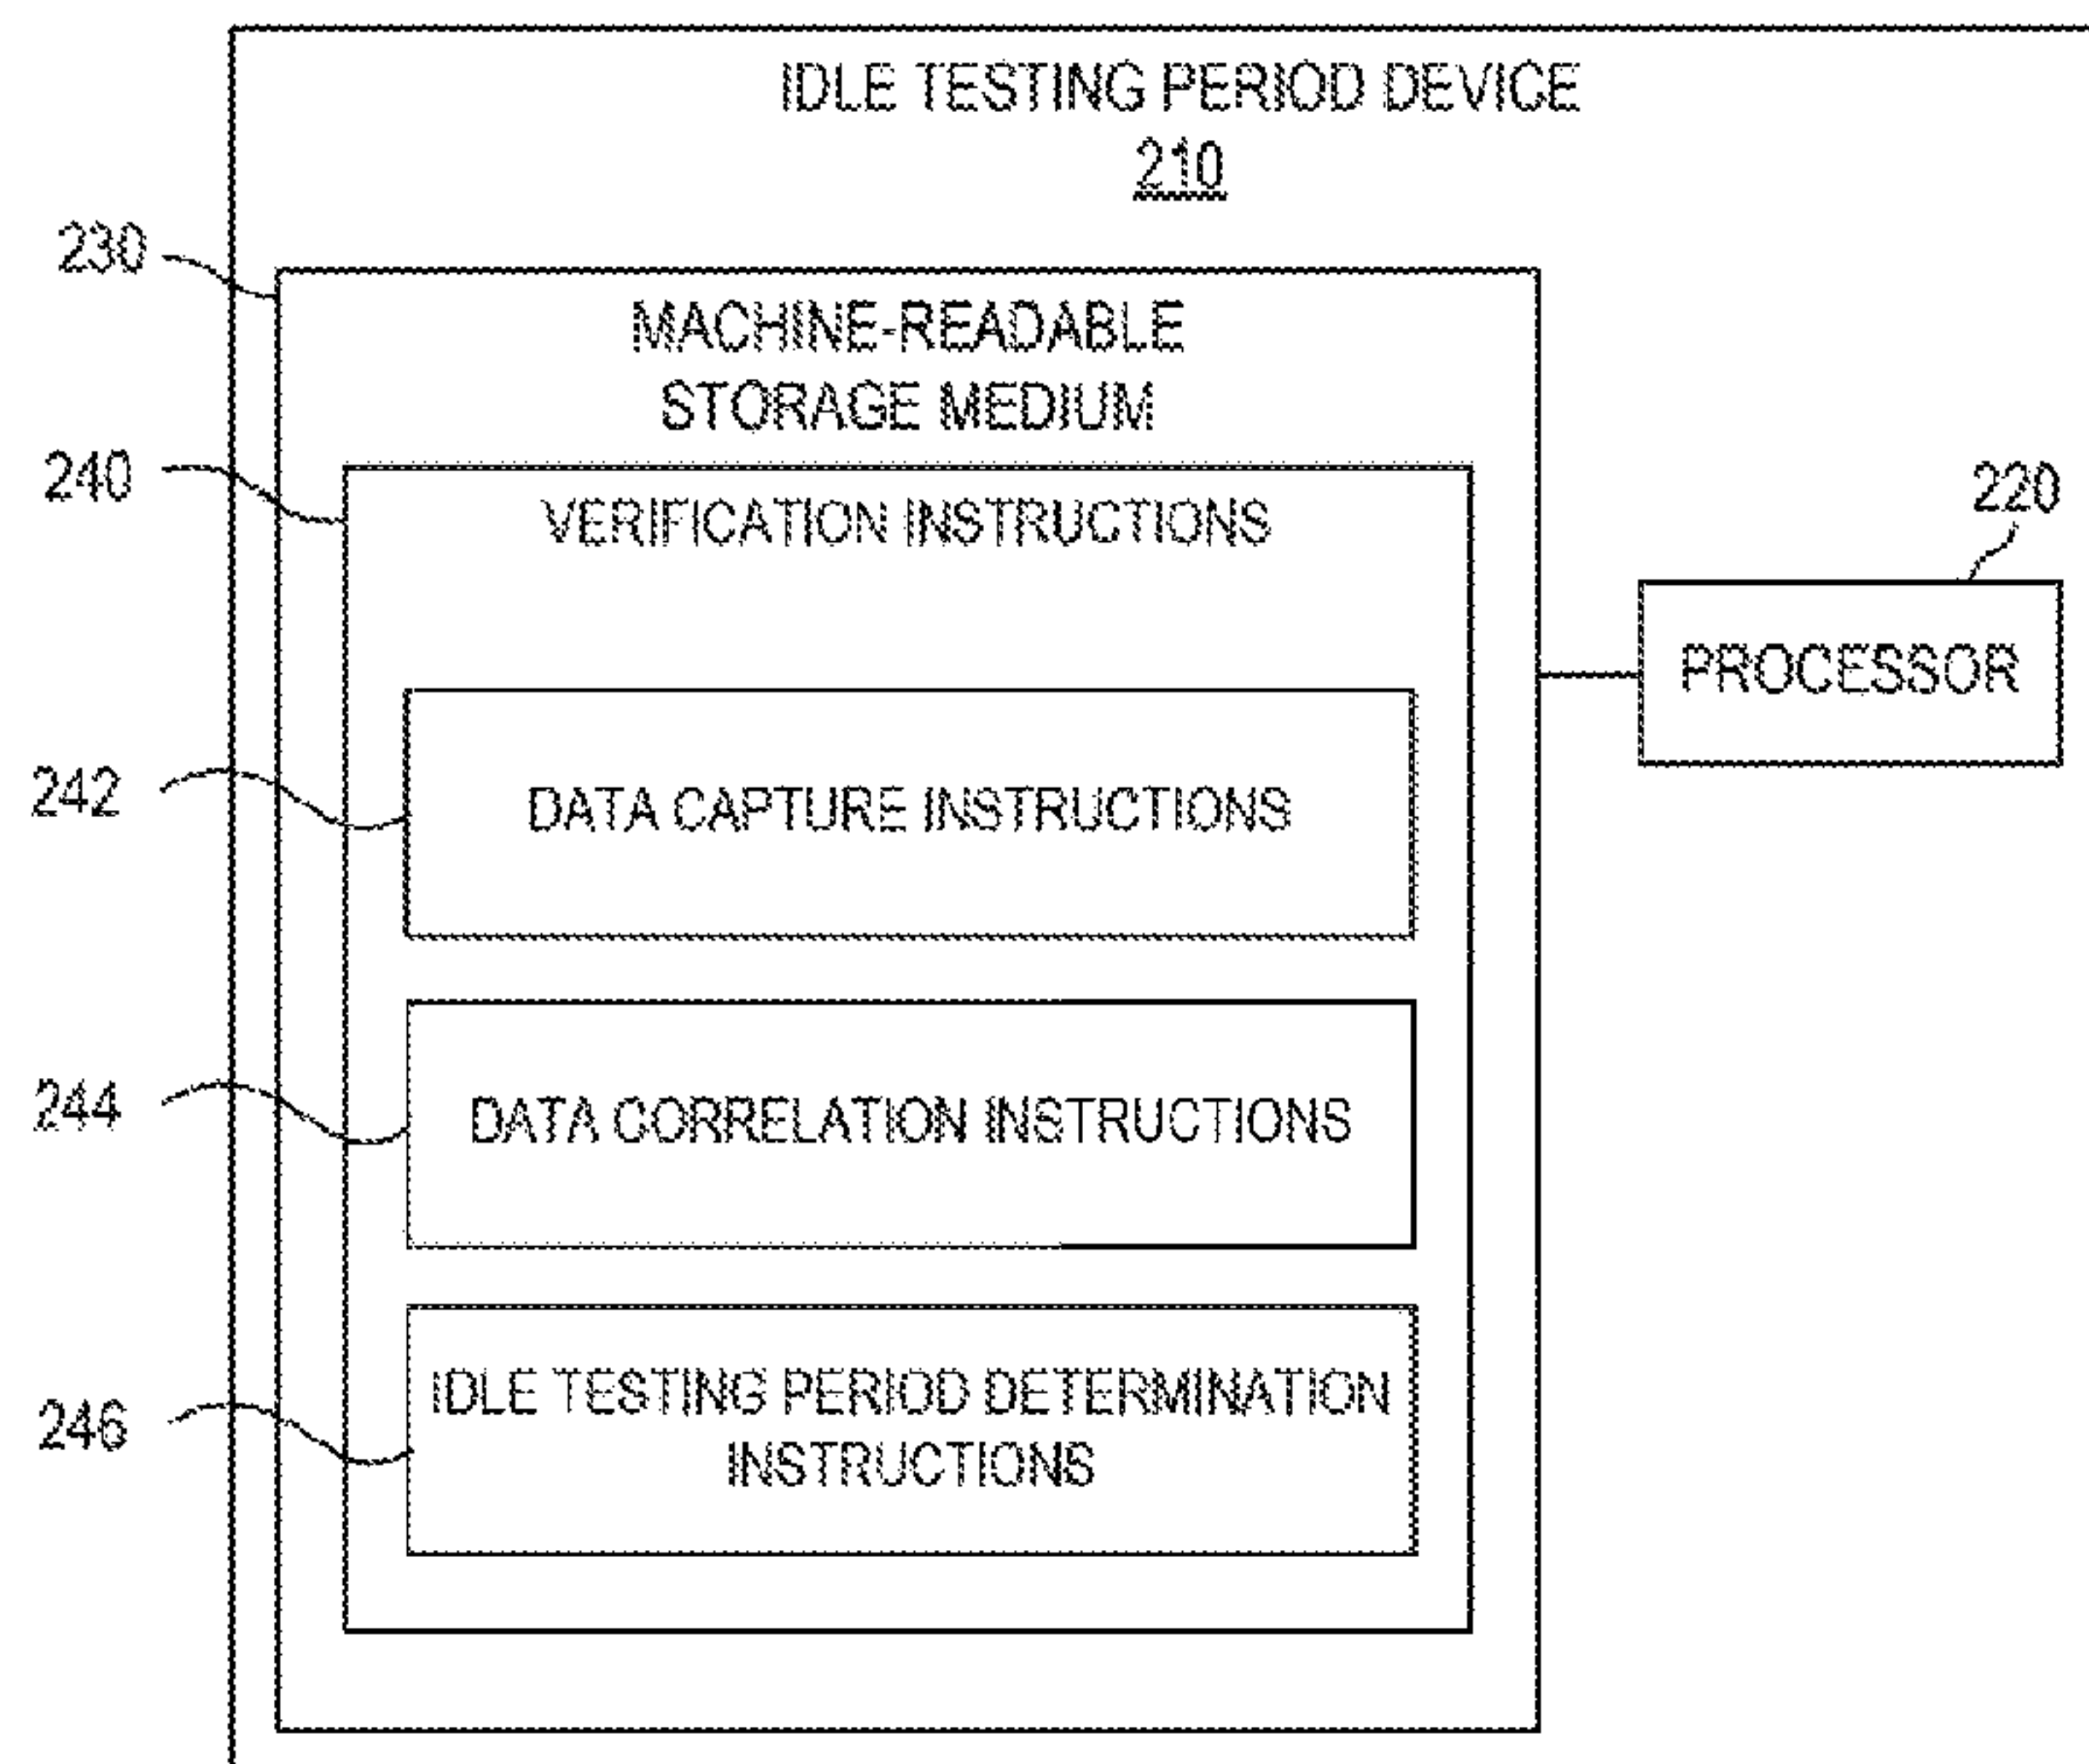 IDLE TESTING PERIOD DEVICE
210
230
MACHINE-READABLE
STORAGE MEDIUM
240
VERIFICATION INSTRUCTIONS
220
PROCESSOR
242
DATA CAPTURE INSTRUCTIONS
244
DATA CORRELATION INSTRUCTIONS
246
IDLE TESTING PERIOD DETERMINATION
INSTRUCTIONS